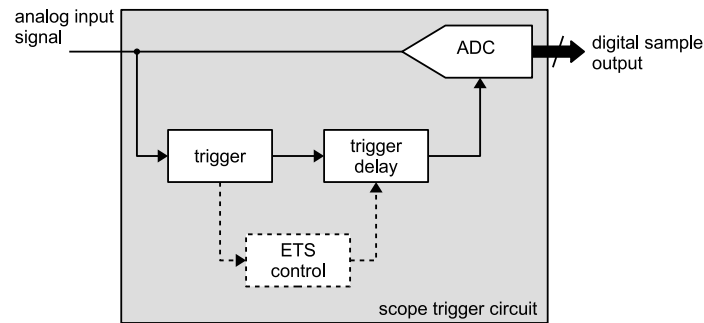 analog input
signal
ADC
digital sample
output
trigger
trigger
delay
ETS
control
scope trigger circuit